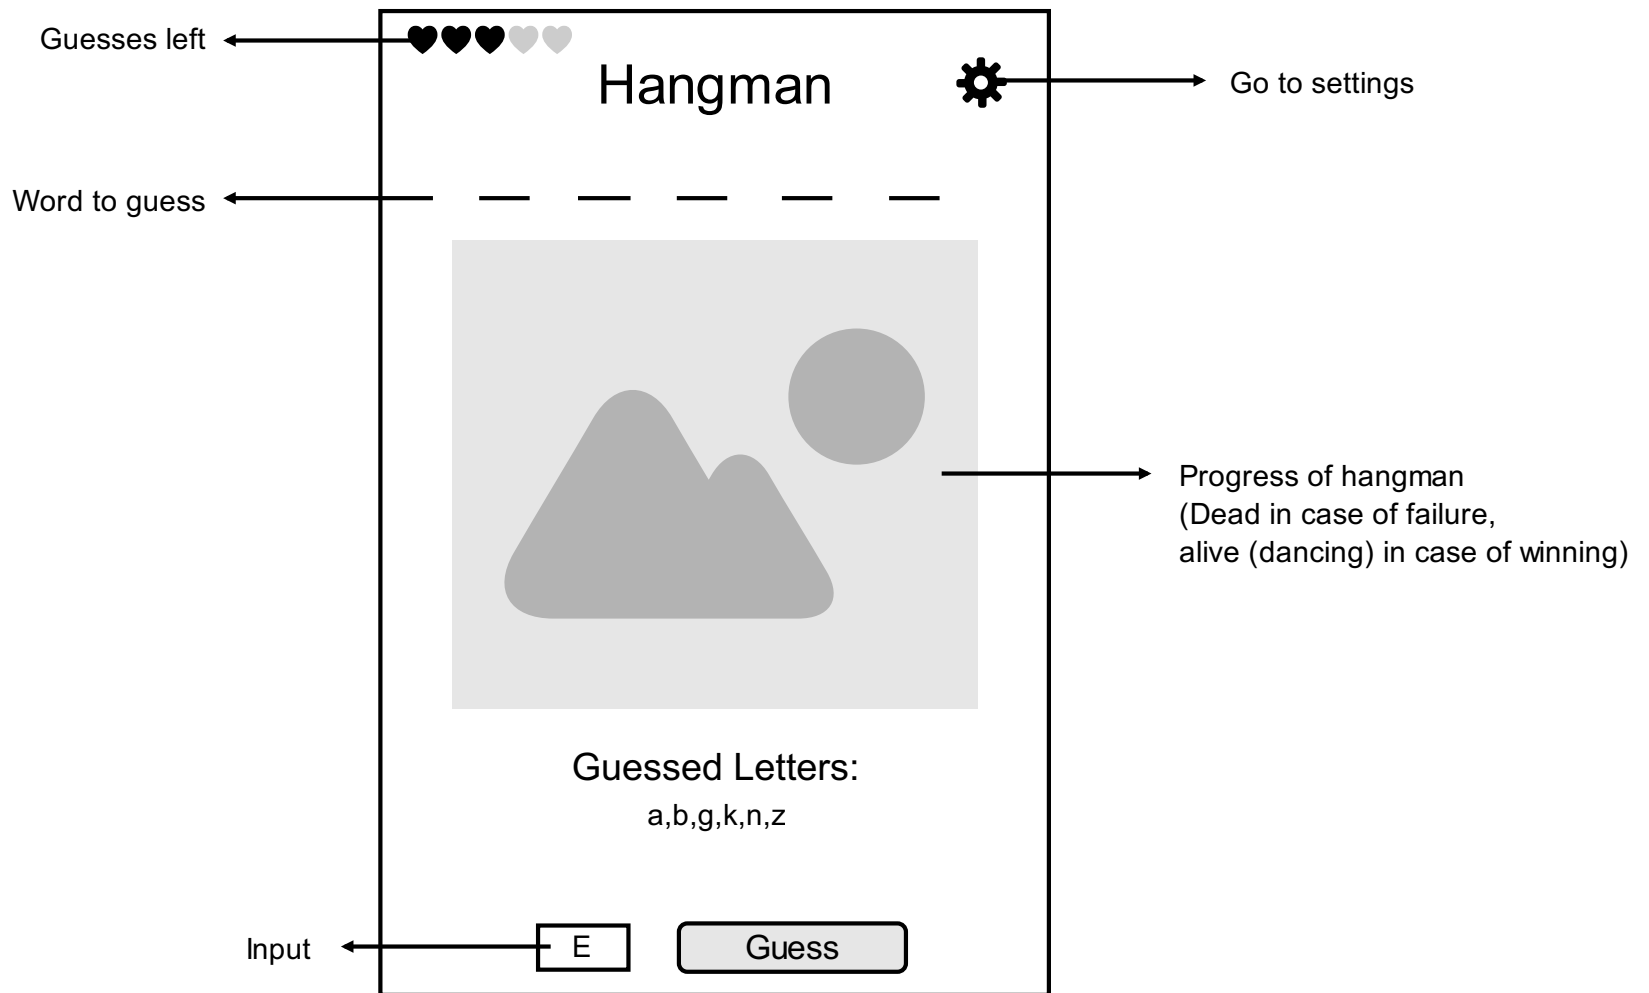 Guesses left
Hangman
Go to settings
Word to guess
Progress of hangman
(Dead in case of failure,
alive (dancing) in case of winning)
Guessed Letters:
a,b,g,k,n,z
Input
E
Guess